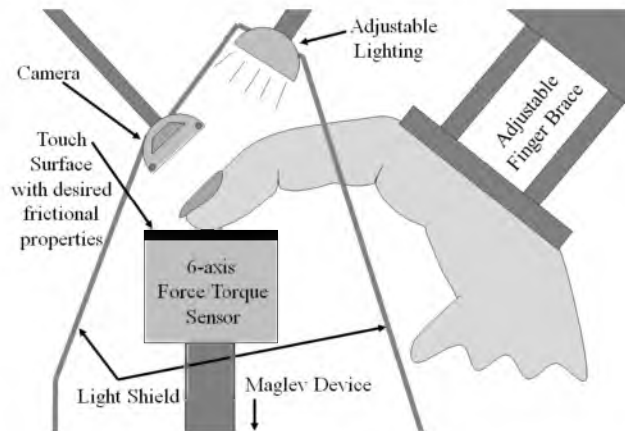 Adjustable
Lighting
Camera
Adjustable
Finger Brace
Touch
Surface
with desired
frictional
properties
6-axis
Force/Torque
Sensor
Light Shield
Maglev Device